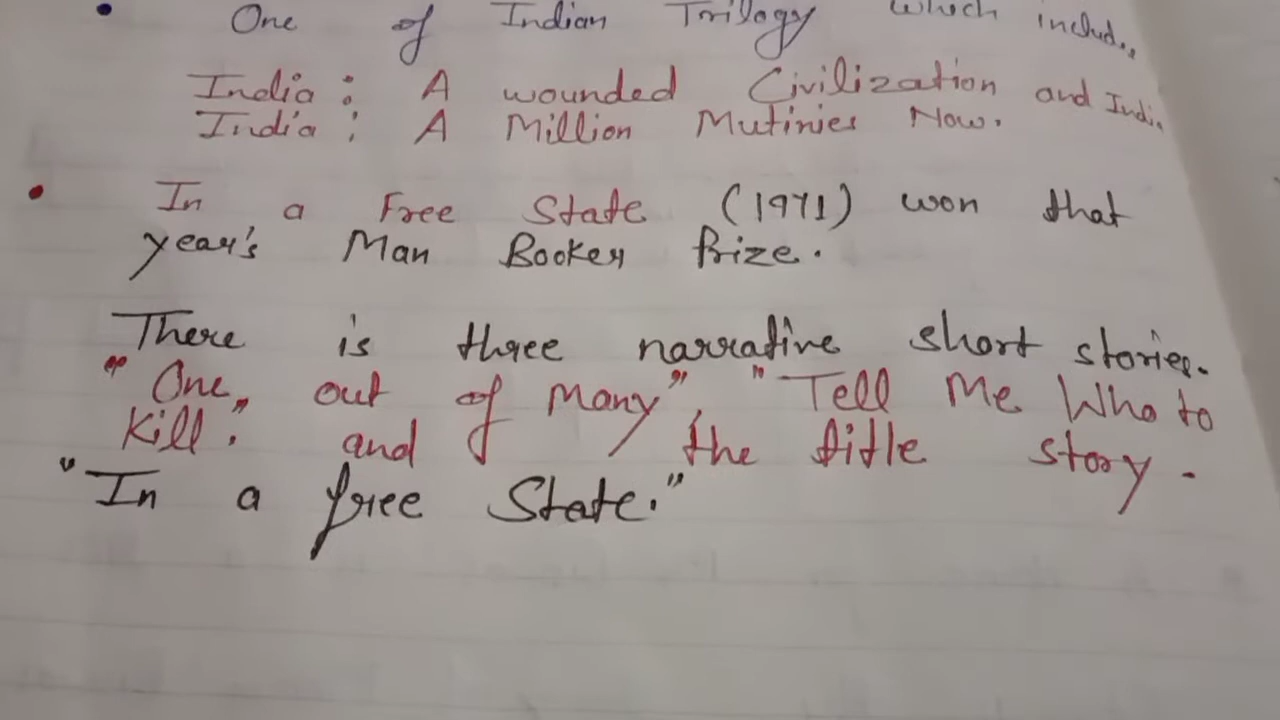 One of Indian Trilogy which includ..
India : A wounded Civilization and Indi.
India : A Million Mutinies Now.
In a Free State (1971) won that
year's Man Booker Prize.
There is three narrative short stories.
"One, out of many", "Tell Me Who to
Kill". and the title story.
"In a free State."